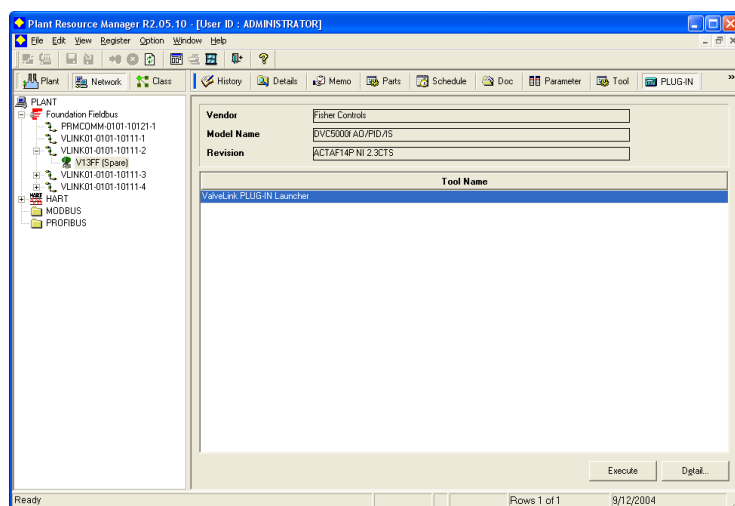 Plant Resource Manager R2.05.10 - [User ID : ADMINISTRATOR]
File Edit View Register Option Window Help
Plant Network Class History Details Memo Parts Schedule Doc Parameter Tool PLUG-IN »
PLANT
Foundation Fieldbus
PRMCOMM-0101-10121-1
VLINK01-0101-10111-1
VLINK01-0101-10111-2
V13FF (Spare)
VLINK01-0101-10111-3
VLINK01-0101-10111-4
HART HART
MODBUS
PROFIBUS
Vendor Fisher Controls
Model Name DVC5000f AO/PID/IS
Revision ACTAF14P NI 2.3CTS
Tool Name
ValveLink PLUG-IN Launcher
Execute Detail...
Ready Rows 1 of 1 9/12/2004